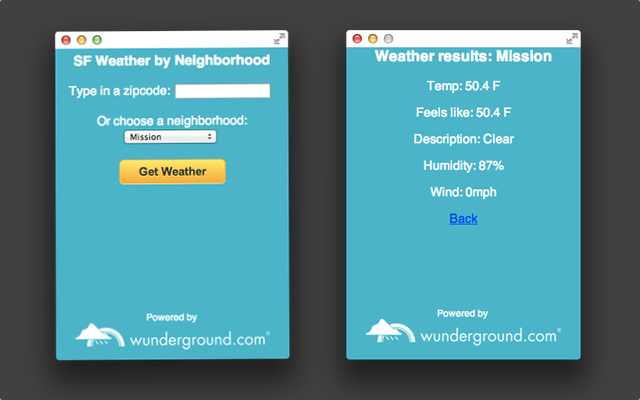 SF Weather by Neighborhood
Type in a zipcode:
Or choose a neighborhood:
Mission
Get Weather
Powered by
wunderground.com®
Weather results: Mission
Temp: 50.4 F
Feels like: 50.4 F
Description: Clear
Humidity: 87%
Wind: 0mph
Back
Powered by
wunderground.com®